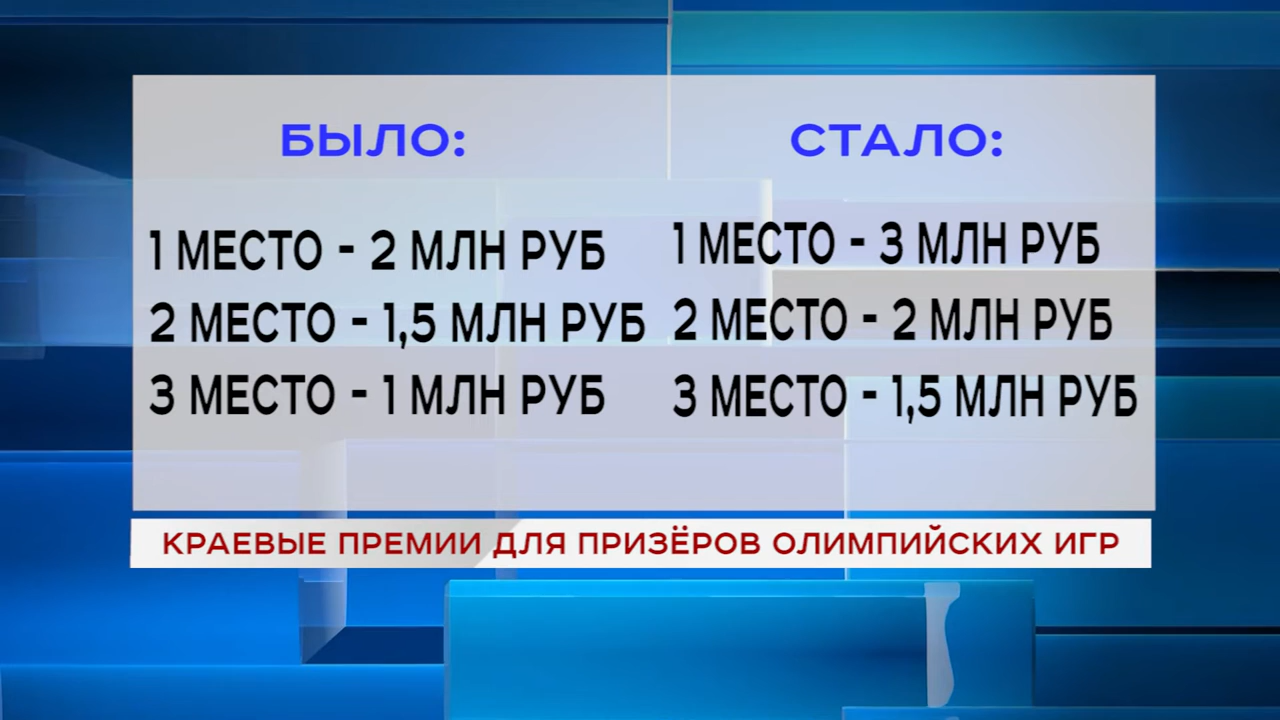 БЫЛО:
1 МЕСТО - 2 МЛН РУБ
2 МЕСТО - 1,5 МЛН РУБ
3 МЕСТО - 1 МЛН РУБ
СТАЛО:
1 МЕСТО - 3 МЛН РУБ
2 МЕСТО - 2 МЛН РУБ
3 МЕСТО - 1,5 МЛН РУБ
КРАЕВЫЕ ПРЕМИИ ДЛЯ ПРИЗЁРОВ ОЛИМПИЙСКИХ ИГР